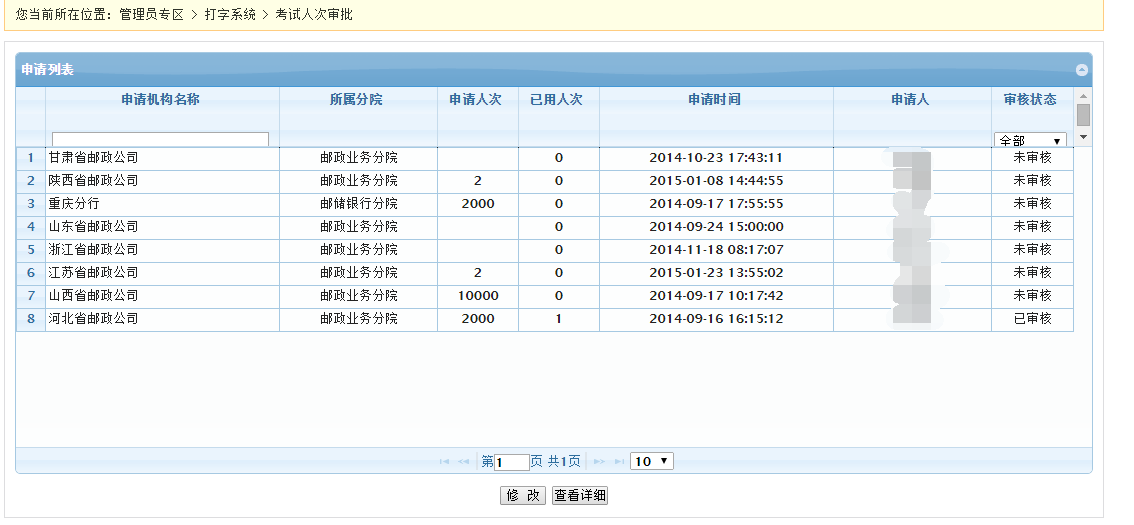 您当前所在位置：管理员专区 > 打字系统 > 考试人次审批
申请列表
申请机构名称 所属分院 申请人次 已用人次 申请时间 申请人 审核状态
全部
1 甘肃省邮政公司 邮政业务分院 0 2014-10-23 17:43:11 未审核
2 陕西省邮政公司 邮政业务分院 2 0 2015-01-08 14:44:55 未审核
3 重庆分行 邮储银行分院 2000 0 2014-09-17 17:55:55 未审核
4 山东省邮政公司 邮政业务分院 0 2014-09-24 15:00:00 未审核
5 浙江省邮政公司 邮政业务分院 0 2014-11-18 08:17:07 未审核
6 江苏省邮政公司 邮政业务分院 2 0 2015-01-23 13:55:02 未审核
7 山西省邮政公司 邮政业务分院 10000 0 2014-09-17 10:17:42 未审核
8 河北省邮政公司 邮政业务分院 2000 1 2014-09-16 16:15:12 已审核
第1页 共1页 10
修 改 查看详细